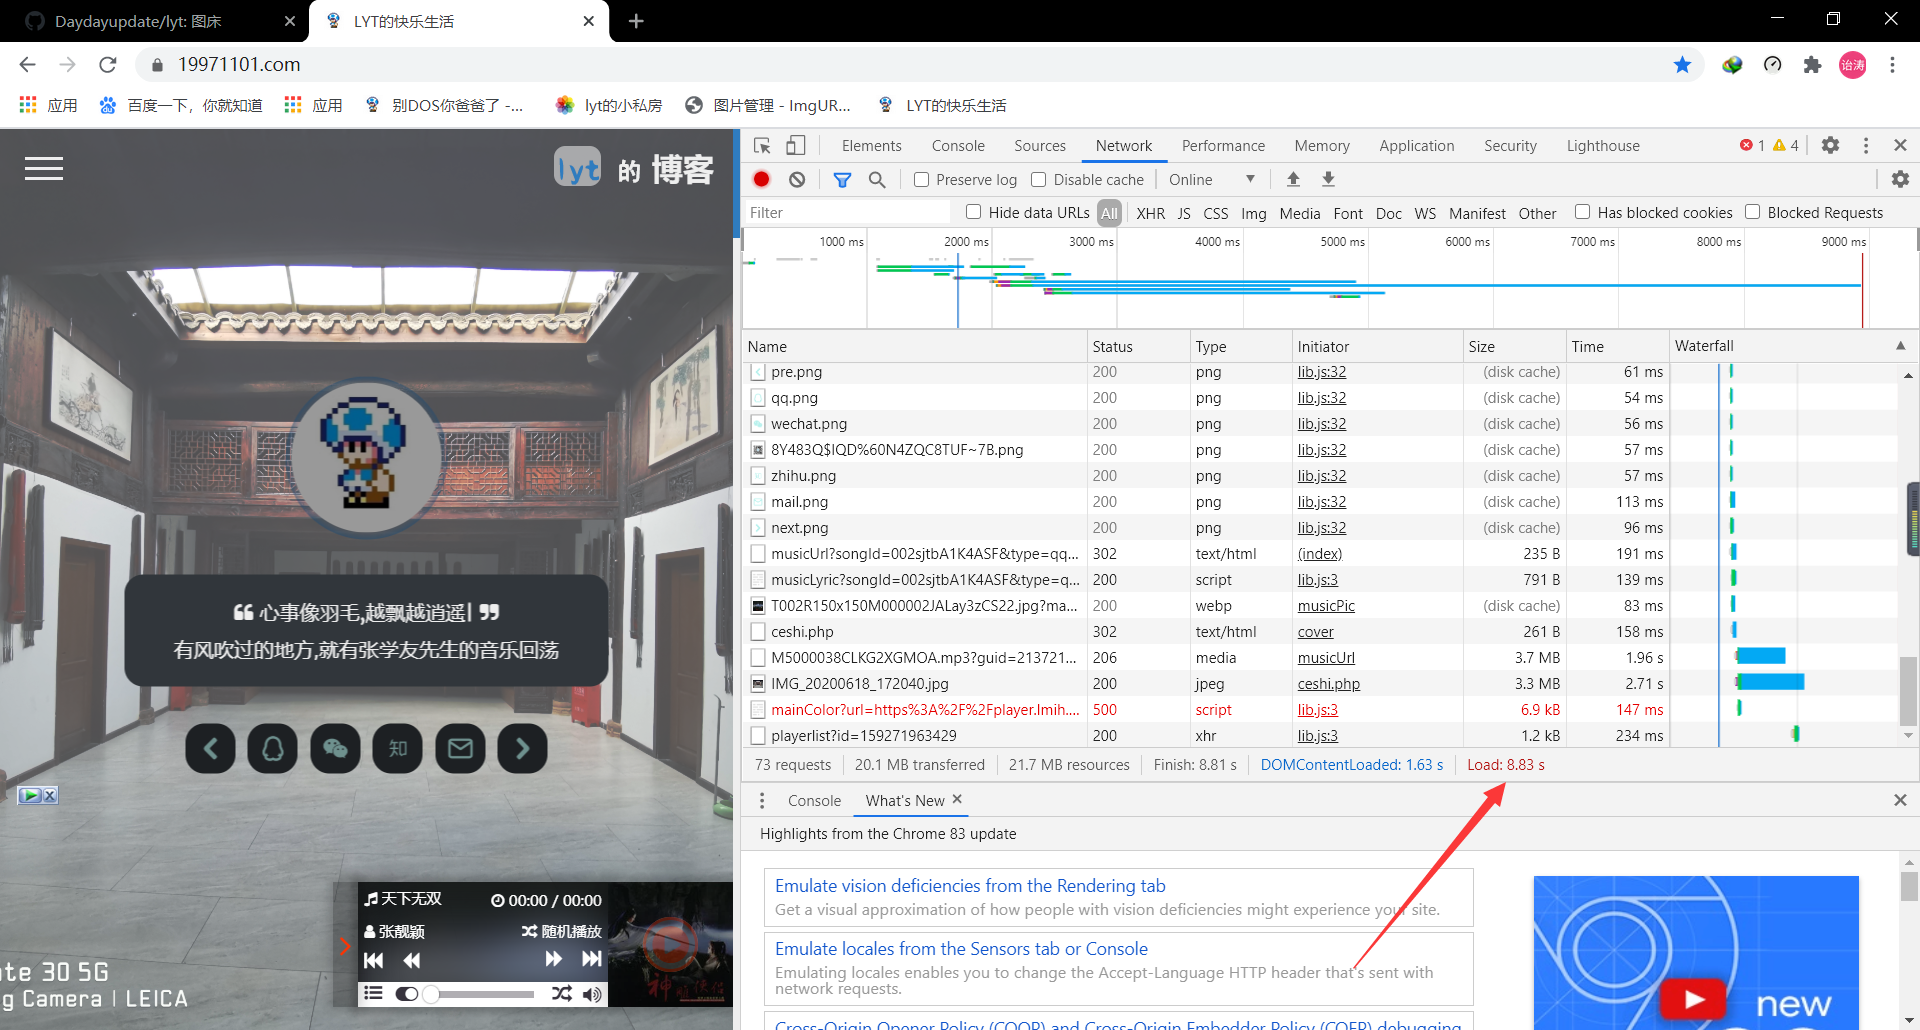 Daydayupdate/lyt: 图床
LYT的快乐生活
19971101.com
诒涛
应用
百度一下，你就知道
应用
别DOS你爸爸了 -...
lyt的小私房
图片管理 - ImgUR...
LYT的快乐生活
lyt 的 博客
心事像羽毛,越飘越逍遥|
有风吹过的地方,就有张学友先生的音乐回荡
知
天下无双
00:00 / 00:00
张靓颖
随机播放
ate 30 5G
g Camera | LEICA
Elements Console Sources Network Performance Memory Application Security Lighthouse 1 4
Preserve log Disable cache Online
Filter Hide data URLs All XHR JS CSS Img Media Font Doc WS Manifest Other Has blocked cookies Blocked Requests
1000 ms 2000 ms 3000 ms 4000 ms 5000 ms 6000 ms 7000 ms 8000 ms 9000 ms
Name Status Type Initiator Size Time Waterfall
pre.png 200 png lib.js:32 (disk cache) 61 ms
qq.png 200 png lib.js:32 (disk cache) 54 ms
wechat.png 200 png lib.js:32 (disk cache) 56 ms
8Y483Q$IQD%60N4ZQC8TUF~7B.png 200 png lib.js:32 (disk cache) 57 ms
zhihu.png 200 png lib.js:32 (disk cache) 57 ms
mail.png 200 png lib.js:32 (disk cache) 113 ms
next.png 200 png lib.js:32 (disk cache) 96 ms
musicUrl?songId=002sjtbA1K4ASF&type=qq... 302 text/html (index) 235 B 191 ms
musicLyric?songId=002sjtbA1K4ASF&type=q... 200 script lib.js:3 791 B 139 ms
T002R150x150M000002JALay3zCS22.jpg?ma... 200 webp musicPic (disk cache) 83 ms
ceshi.php 302 text/html cover 261 B 158 ms
M5000038CLKG2XGMOA.mp3?guid=213721... 206 media musicUrl 3.7 MB 1.96 s
IMG_20200618_172040.jpg 200 jpeg ceshi.php 3.3 MB 2.71 s
mainColor?url=https%3A%2F%2Fplayer.lmih.... 500 script lib.js:3 6.9 kB 147 ms
playerlist?id=159271963429 200 xhr lib.js:3 1.2 kB 234 ms
73 requests 20.1 MB transferred 21.7 MB resources Finish: 8.81 s DOMContentLoaded: 1.63 s Load: 8.83 s
Console What's New
Highlights from the Chrome 83 update
Emulate vision deficiencies from the Rendering tab
Get a visual approximation of how people with vision deficiencies might experience your site.
Emulate locales from the Sensors tab or Console
Emulating locales enables you to change the Accept-Language HTTP header that's sent with
network requests.
Cross-Origin Opener Policy (COOP) and Cross-Origin Embedder Policy (COEP) debugging
new